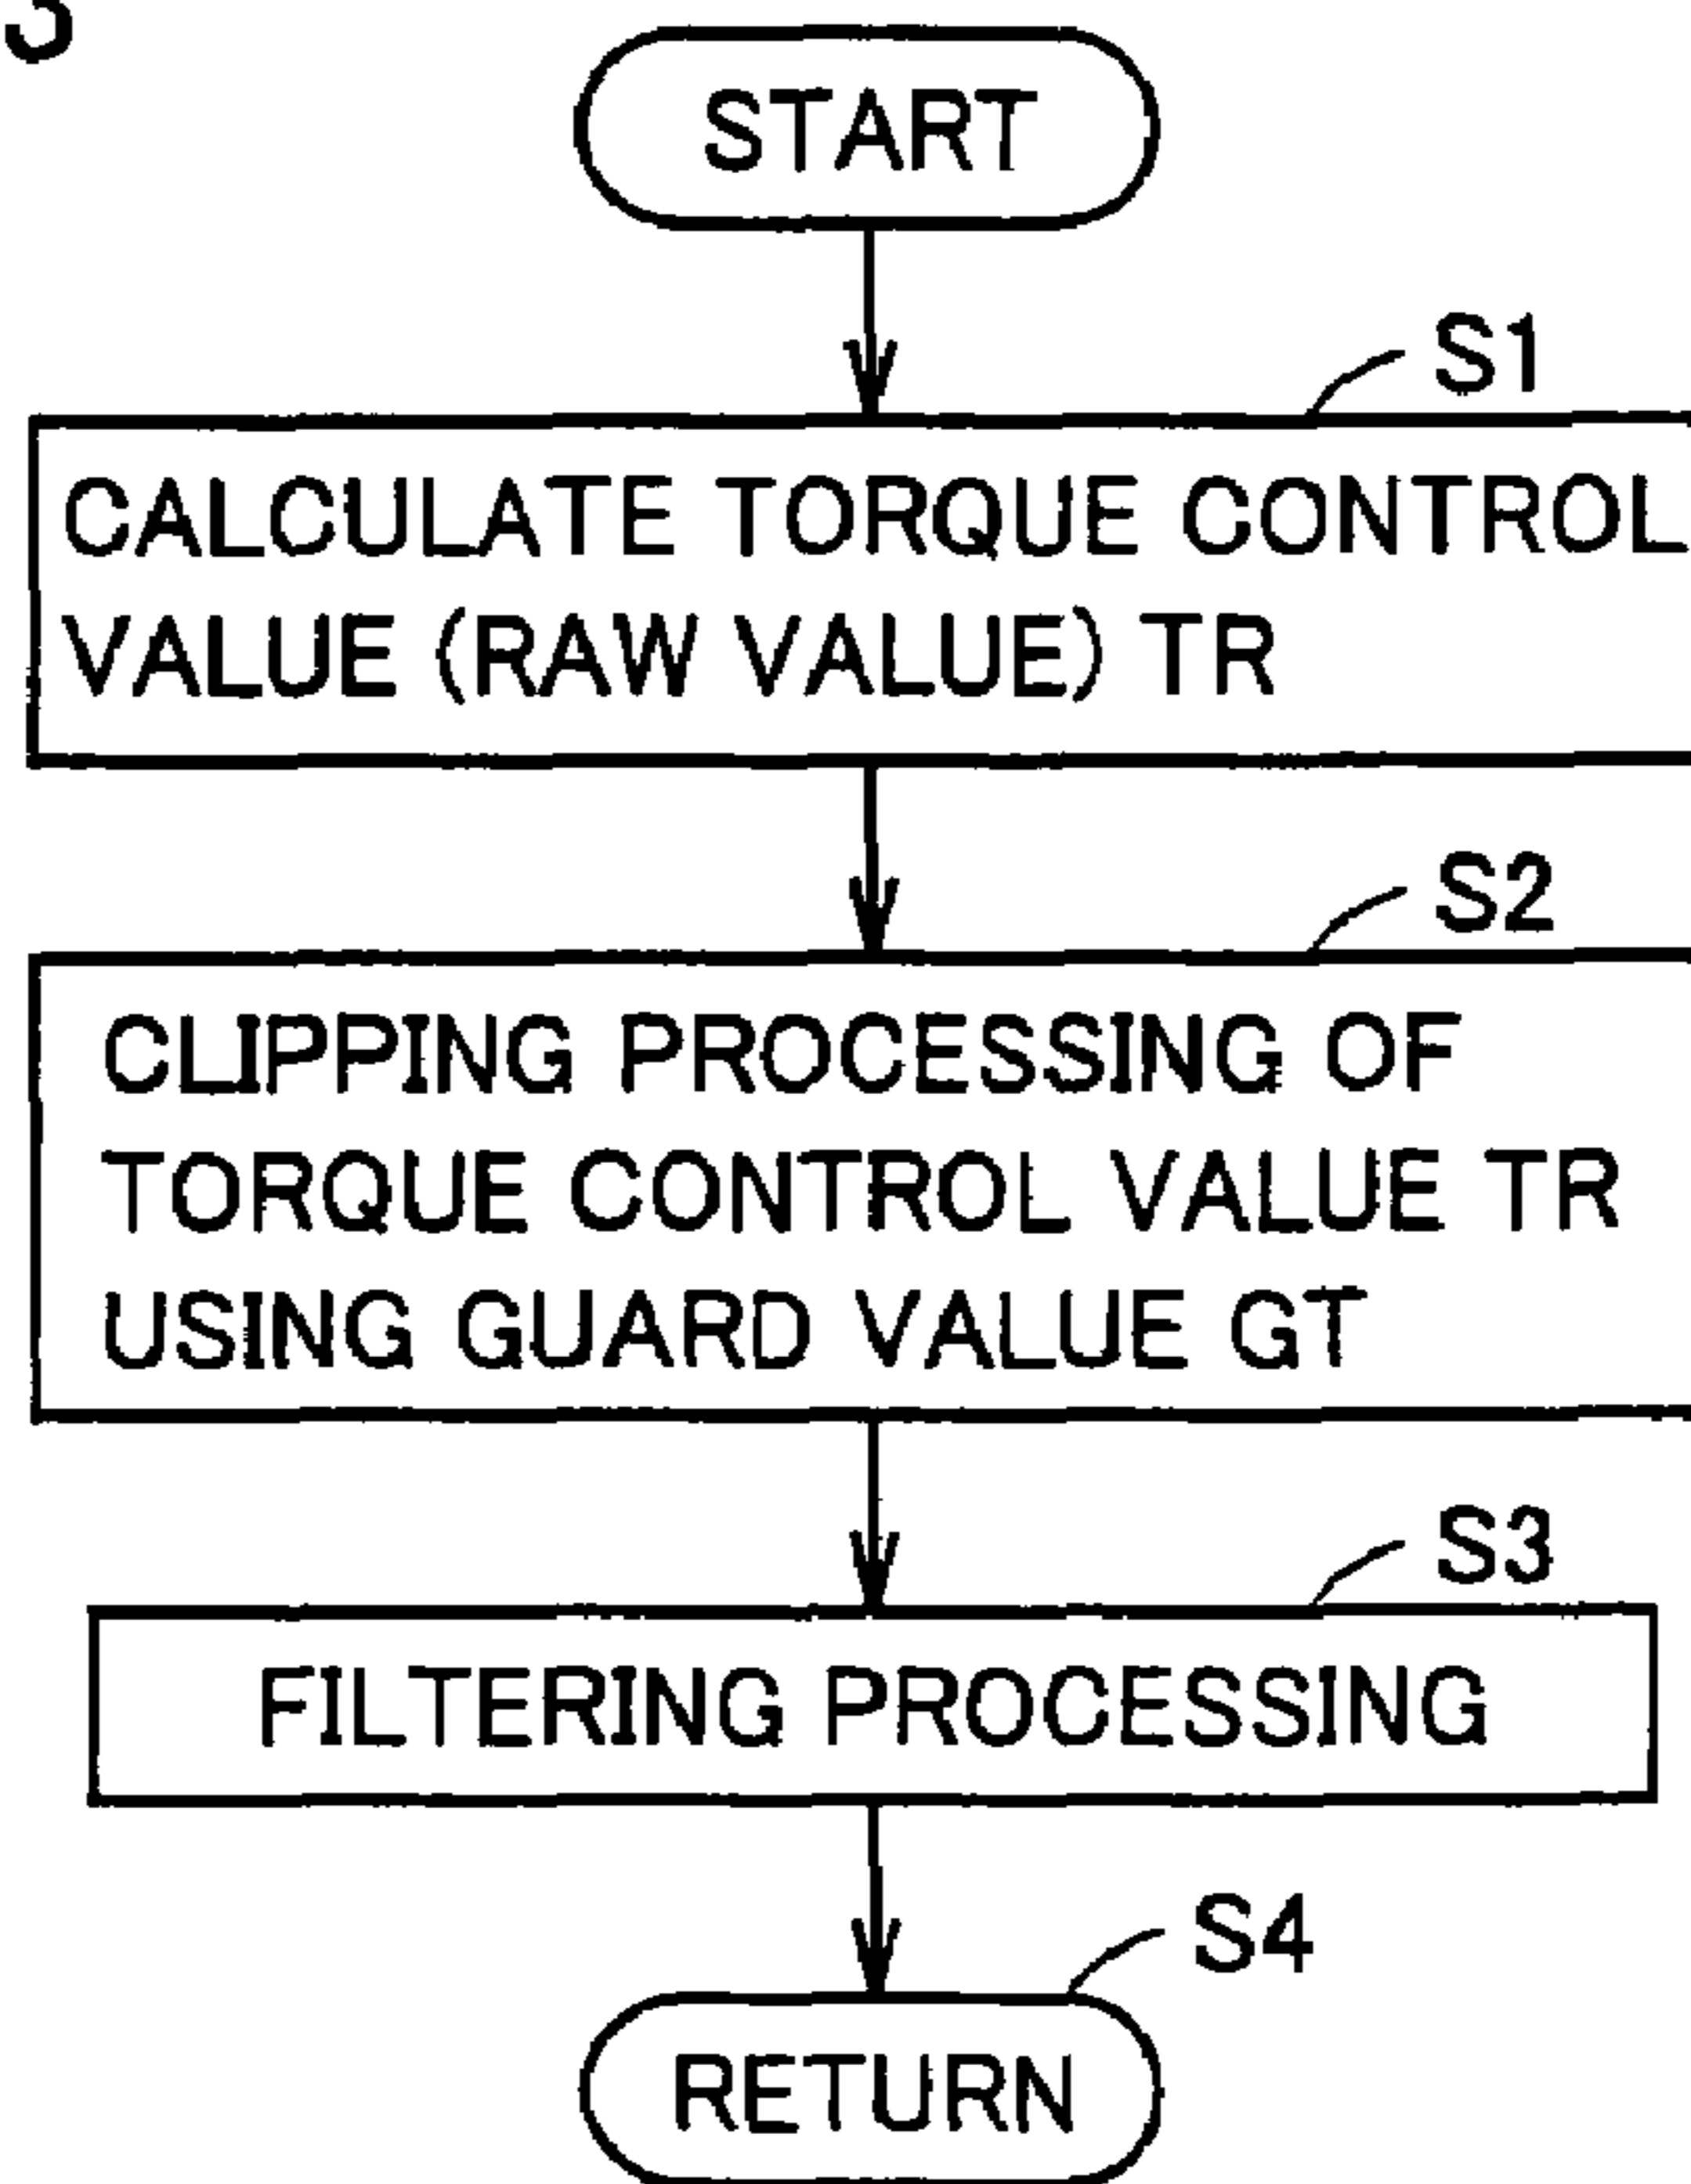 START
S1
CALCULATE TORQUE CONTROL
VALUE (RAW VALUE) TR
S2
CLIPPING PROCESSING OF
TORQUE CONTROL VALUE TR
USING GUARD VALUE GT
S3
FILTERING PROCESSING
S4
RETURN